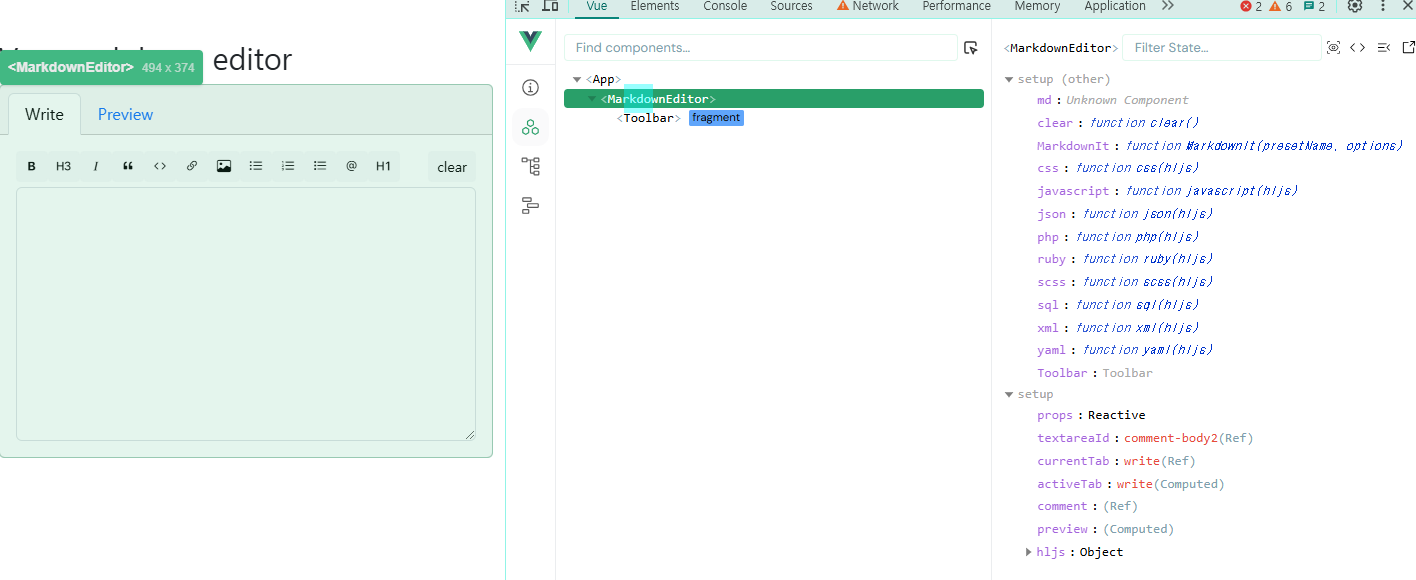 Vue Elements Console Sources Network Performance Memory Application 2 6 2
editor
<MarkdownEditor> 494 x 374
Write Preview
B H3 I @ H1 clear
Find components...
<App>
<MarkdownEditor>
<Toolbar> fragment
<MarkdownEditor> Filter State...
setup (other)
md : Unknown Component
clear : function clear()
MarkdownIt : function MarkdownIt(presetName, options)
css : function css(hljs)
javascript : function javascript(hljs)
json : function json(hljs)
php : function php(hljs)
ruby : function ruby(hljs)
scss : function scss(hljs)
sql : function sql(hljs)
xml : function xml(hljs)
yaml : function yaml(hljs)
Toolbar : Toolbar
setup
props : Reactive
textareaId : comment-body2(Ref)
currentTab : write(Ref)
activeTab : write(Computed)
comment : (Ref)
preview : (Computed)
hljs : Object